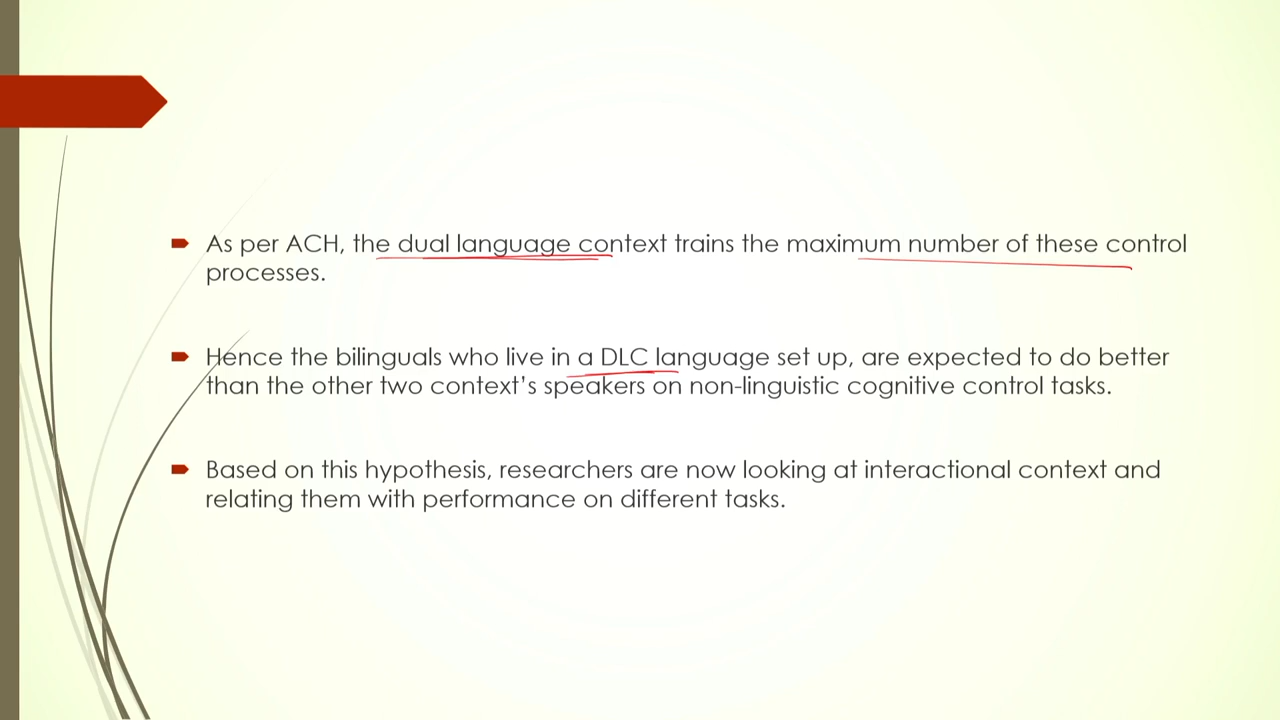 As per ACH, the dual language context trains the maximum number of these control
processes.
Hence the bilinguals who live in a DLC language set up, are expected to do better
than the other two context's speakers on non-linguistic cognitive control tasks.
Based on this hypothesis, researchers are now looking at interactional context and
relating them with performance on different tasks.